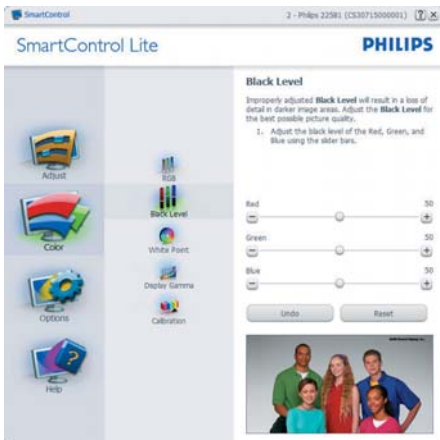 SmartControl
2 - Philips 225B1 (CS30715000001)
SmartControl Lite
PHILIPS
Adjust
Color
Options
Help
RGB
Black Level
White Point
Display Gamma
Calibration
Black Level
Improperly adjusted Black Level will result in a loss of
detail in darker image areas. Adjust the Black Level for
the best possible picture quality.
1. Adjust the black level of the Red, Green, and
Blue using the slider bars.
Red 50
Green 50
Blue 50
Undo
Reset